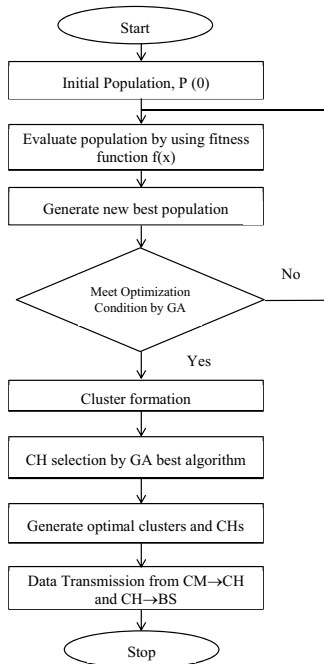 Start
Initial Population, P (0)
Evaluate population by using fitness
function f(x)
Generate new best population
Meet Optimization
Condition by GA
No
Yes
Cluster formation
CH selection by GA best algorithm
Generate optimal clusters and CHs
Data Transmission from CM→CH
and CH→BS
Stop